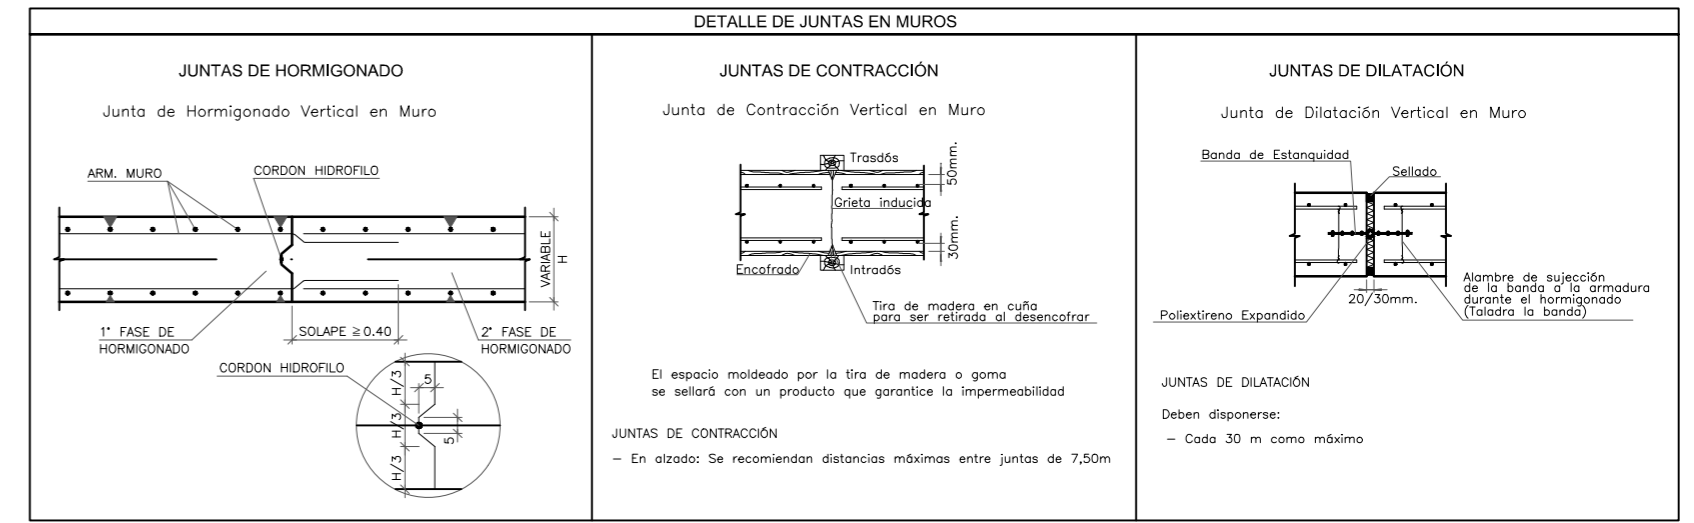 DETALLE DE JUNTAS EN MUROS
JUNTAS DE HORMIGONADO
Junta de Hormigonado Vertical en Muro
ARM. MURO
CORDON HIDROFILO
VARIABLE
H
1ª FASE DE
HORMIGONADO
SOLAPE ≥ 0.40
2ª FASE DE
HORMIGONADO
CORDON HIDROFILO
H/3
H/3
H/3
5
5
JUNTAS DE CONTRACCIÓN
Junta de Contracción Vertical en Muro
Trasdós
50mm.
Grieta inducida
30mm.
Encofrado
Intradós
Tira de madera en cuña
para ser retirada al desencofrar
El espacio moldeado por la tira de madera o goma
se sellará con un producto que garantice la impermeabilidad
JUNTAS DE CONTRACCIÓN
– En alzado: Se recomiendan distancias máximas entre juntas de 7,50m
JUNTAS DE DILATACIÓN
Junta de Dilatación Vertical en Muro
Banda de Estanquidad
Sellado
20/30mm.
Poliextireno Expandido
Alambre de sujección
de la banda a la armadura
durante el hormigonado
(Taladra la banda)
JUNTAS DE DILATACIÓN
Deben disponerse:
– Cada 30 m como máximo